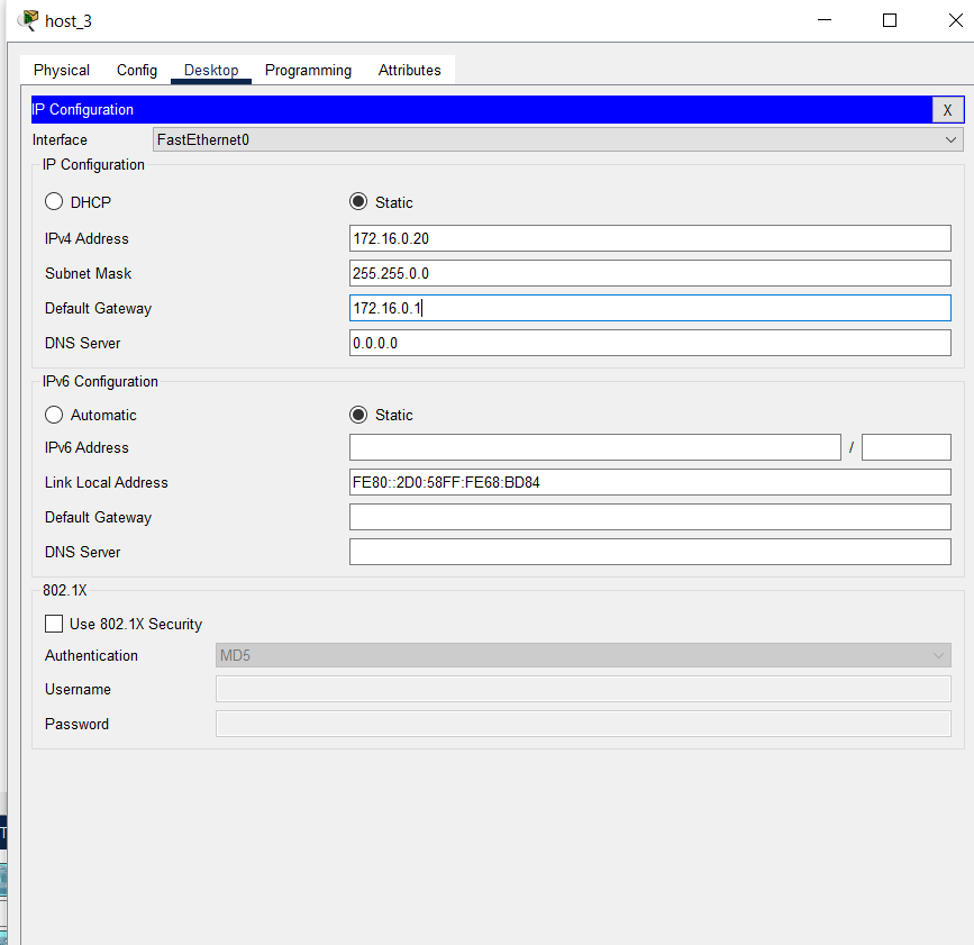 host_3
Physical Config Desktop Programming Attributes
IP Configuration X
Interface FastEthernet0
IP Configuration
DHCP Static
IPv4 Address 172.16.0.20
Subnet Mask 255.255.0.0
Default Gateway 172.16.0.1
DNS Server 0.0.0.0
IPv6 Configuration
Automatic Static
IPv6 Address /
Link Local Address FE80::2D0:58FF:FE68:BD84
Default Gateway
DNS Server
802.1X
Use 802.1X Security
Authentication MD5
Username
Password